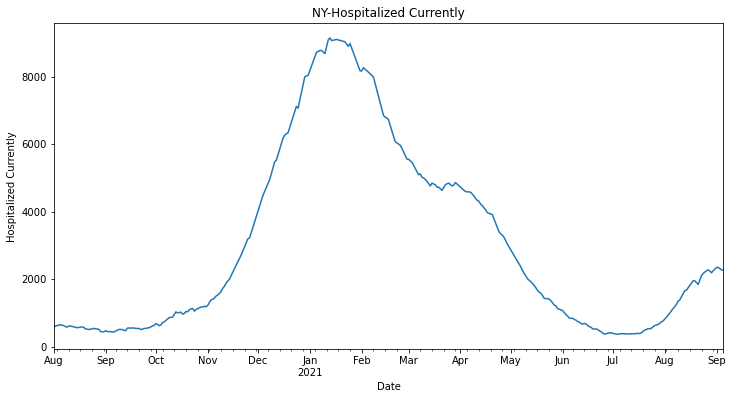 NY-Hospitalized Currently
Hospitalized Currently
8000
6000
4000
2000
0
Aug Sep Oct Nov Dec Jan Feb Mar Apr May Jun Jul Aug Sep
2021
Date